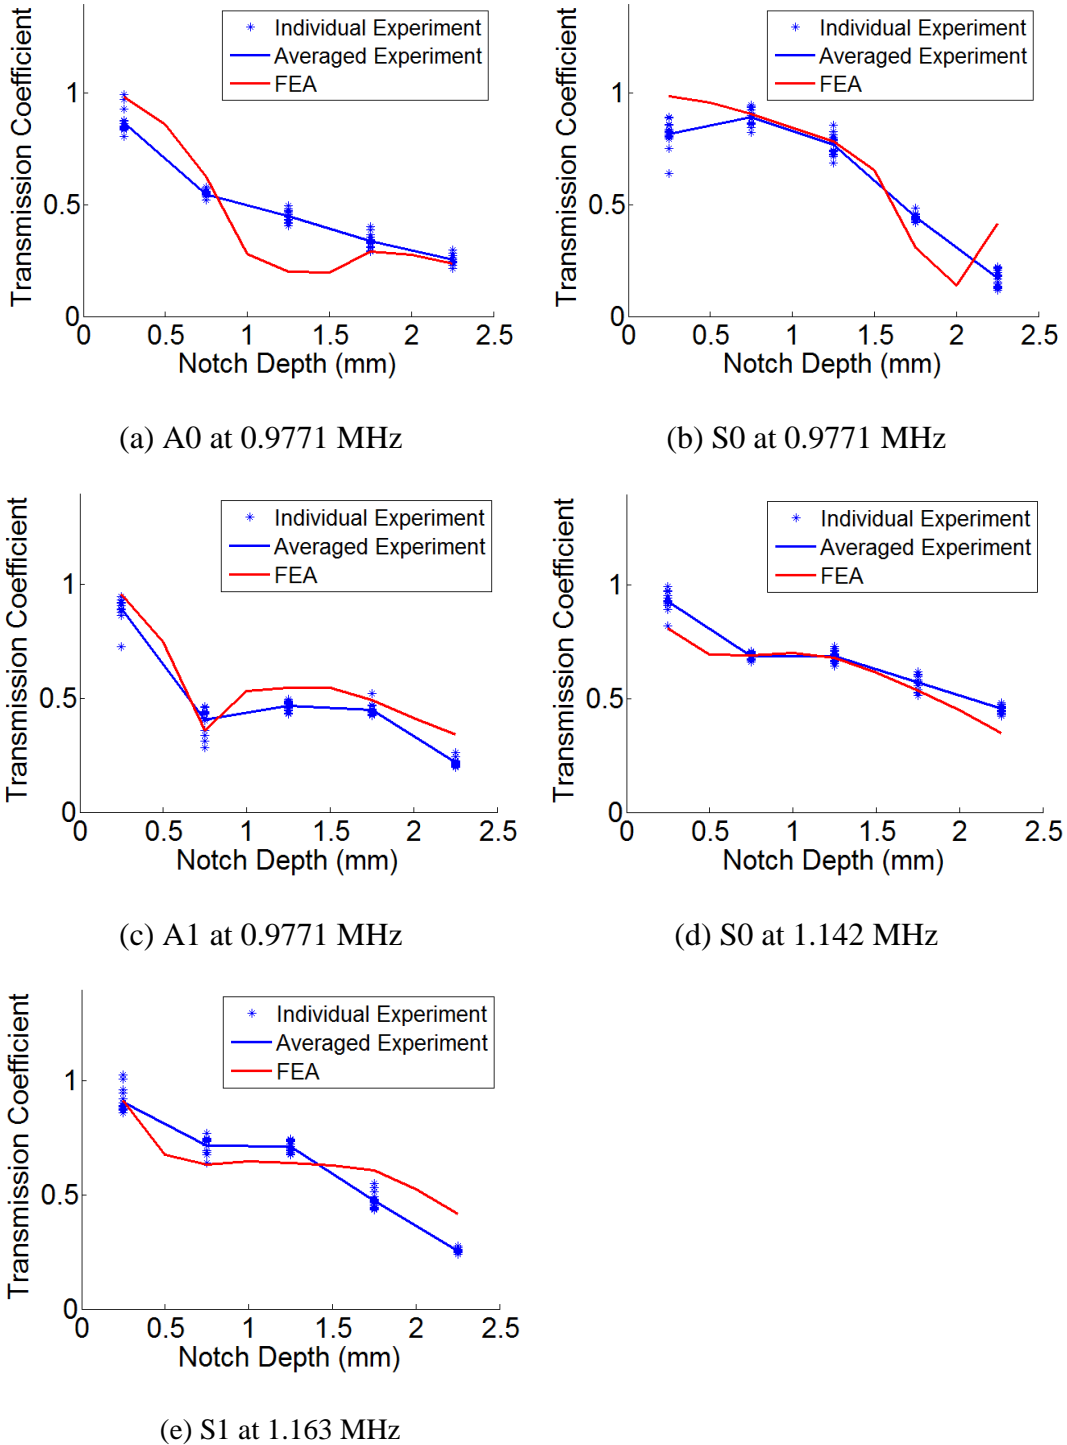 Individual Experiment
Averaged Experiment
FEA
Transmission Coefficient
1
0.5
0
0 0.5 1 1.5 2 2.5
Notch Depth (mm)
(a) A0 at 0.9771 MHz
Individual Experiment
Averaged Experiment
FEA
Transmission Coefficient
1
0.5
0
0 0.5 1 1.5 2 2.5
Notch Depth (mm)
(b) S0 at 0.9771 MHz
Individual Experiment
Averaged Experiment
FEA
Transmission Coefficient
1
0.5
0
0 0.5 1 1.5 2 2.5
Notch Depth (mm)
(c) A1 at 0.9771 MHz
Individual Experiment
Averaged Experiment
FEA
Transmission Coefficient
1
0.5
0
0 0.5 1 1.5 2 2.5
Notch Depth (mm)
(d) S0 at 1.142 MHz
Individual Experiment
Averaged Experiment
FEA
Transmission Coefficient
1
0.5
0
0 0.5 1 1.5 2 2.5
Notch Depth (mm)
(e) S1 at 1.163 MHz